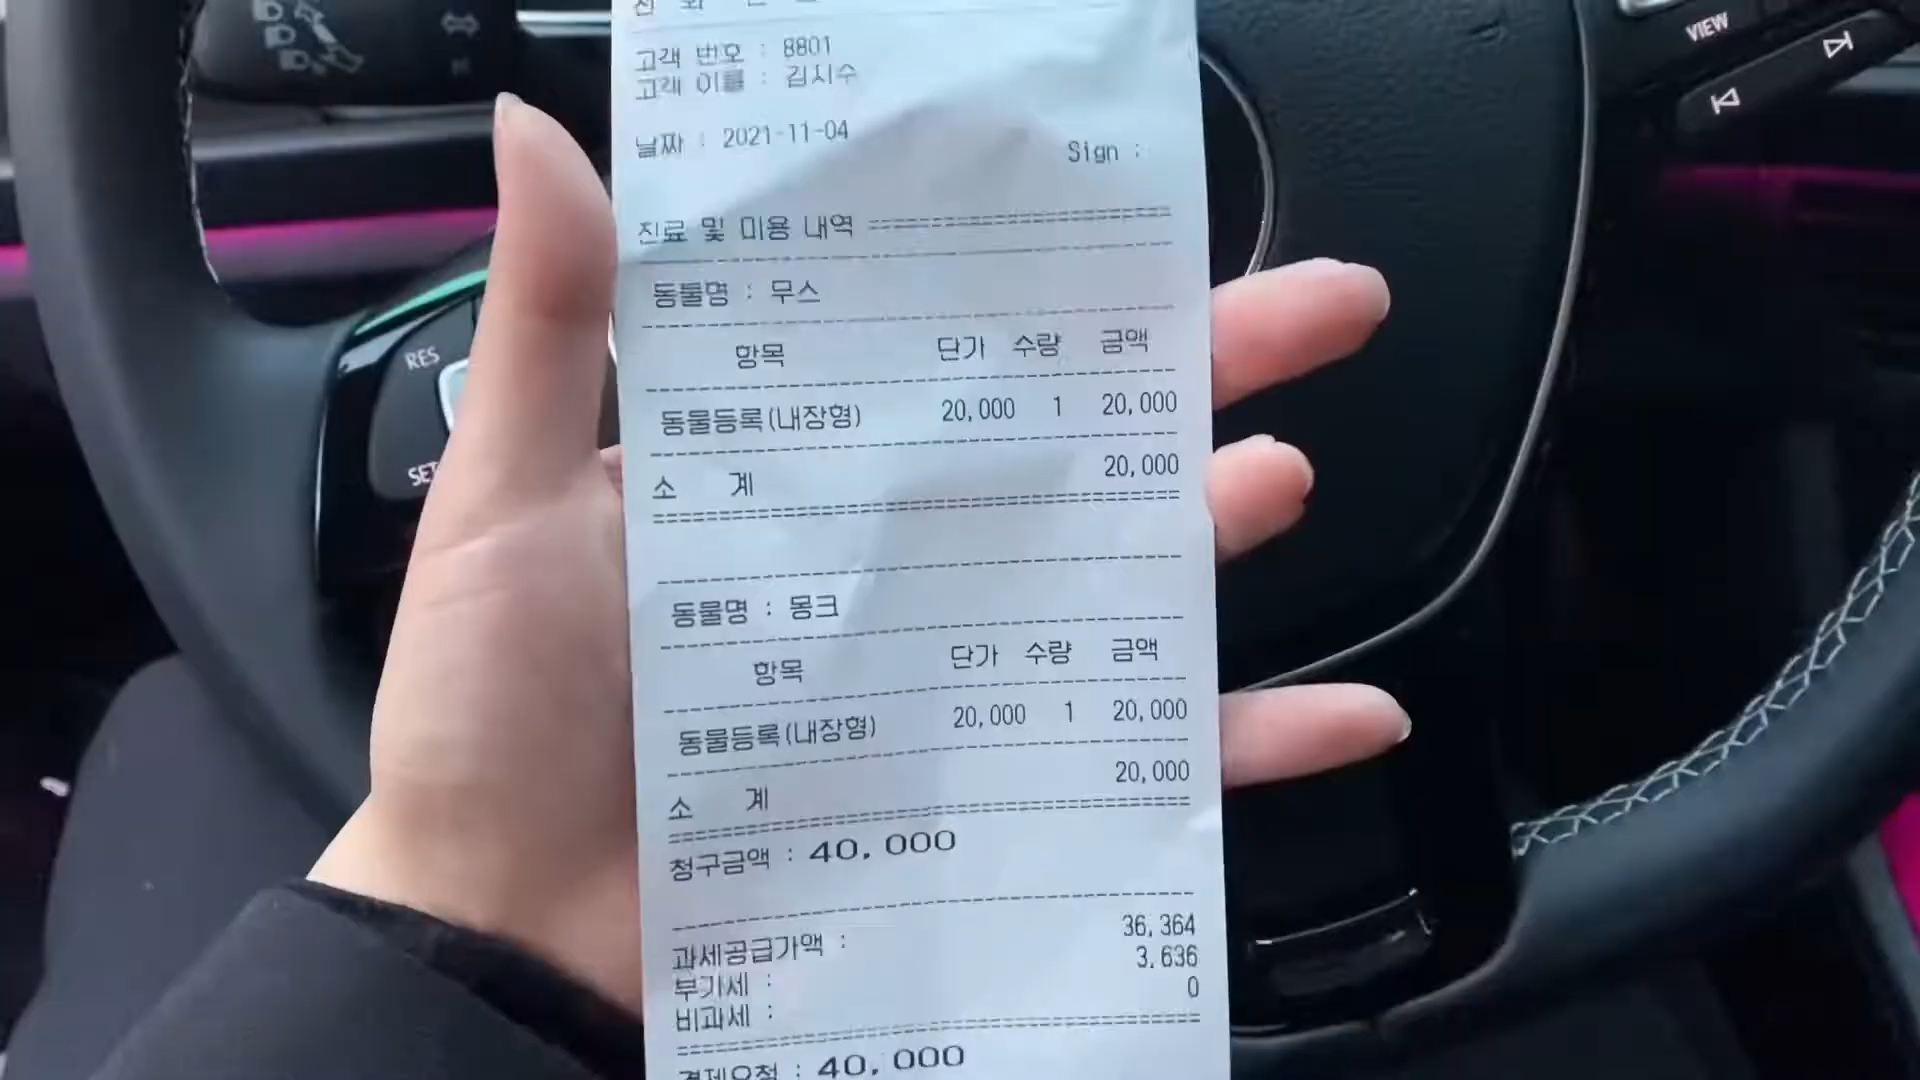 고객 번호 : 8801
고객 이름 : 김시수
날짜 : 2021-11-04
Sign :
진료 및 미용 내역 ====================
동물명 : 무스
항목 단가 수량 금액
동물등록(내장형) 20,000 1 20,000
소 계 20,000
동물명 : 몽크
항목 단가 수량 금액
동물등록(내장형) 20,000 1 20,000
소 계 20,000
청구금액 : 40,000
과세공급가액 : 36,364
부가세 : 3,636
비과세 : 0
결제요청 : 40,000
VIEW
RES
SET